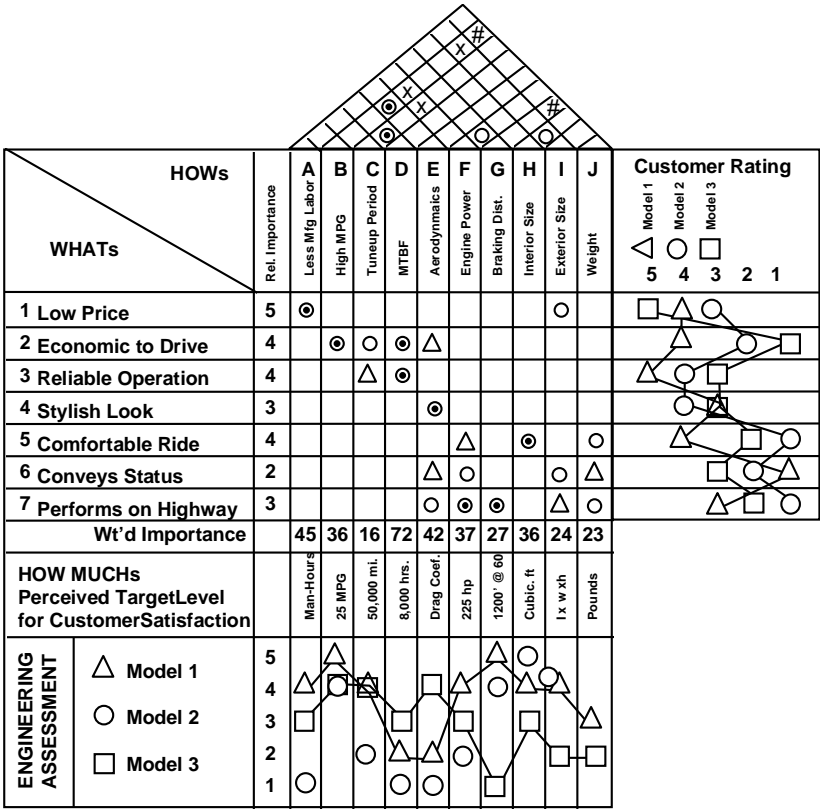 #
x
x
x
#
HOWs
WHATs
Rel. Importance
A B C D E F G H I J
Less Mfg Labor
High MPG
Tuneup Period
MTBF
Aerodynmaics
Engine Power
Braking Dist.
Interior Size
Exterior Size
Weight
Customer Rating
Model 1
Model 2
Model 3
5 4 3 2 1
1 Low Price 5
2 Economic to Drive 4
3 Reliable Operation 4
4 Stylish Look 3
5 Comfortable Ride 4
6 Conveys Status 2
7 Performs on Highway 3
Wt'd Importance 45 36 16 72 42 37 27 36 24 23
HOW MUCHs
Perceived TargetLevel
for CustomerSatisfaction
Man-Hours
25 MPG
50,000 mi.
8,000 hrs.
Drag Coef.
225 hp
1200' @ 60
Cubic. ft
l x w xh
Pounds
ENGINEERING
ASSESSMENT
Model 1
Model 2
Model 3
5
4
3
2
1